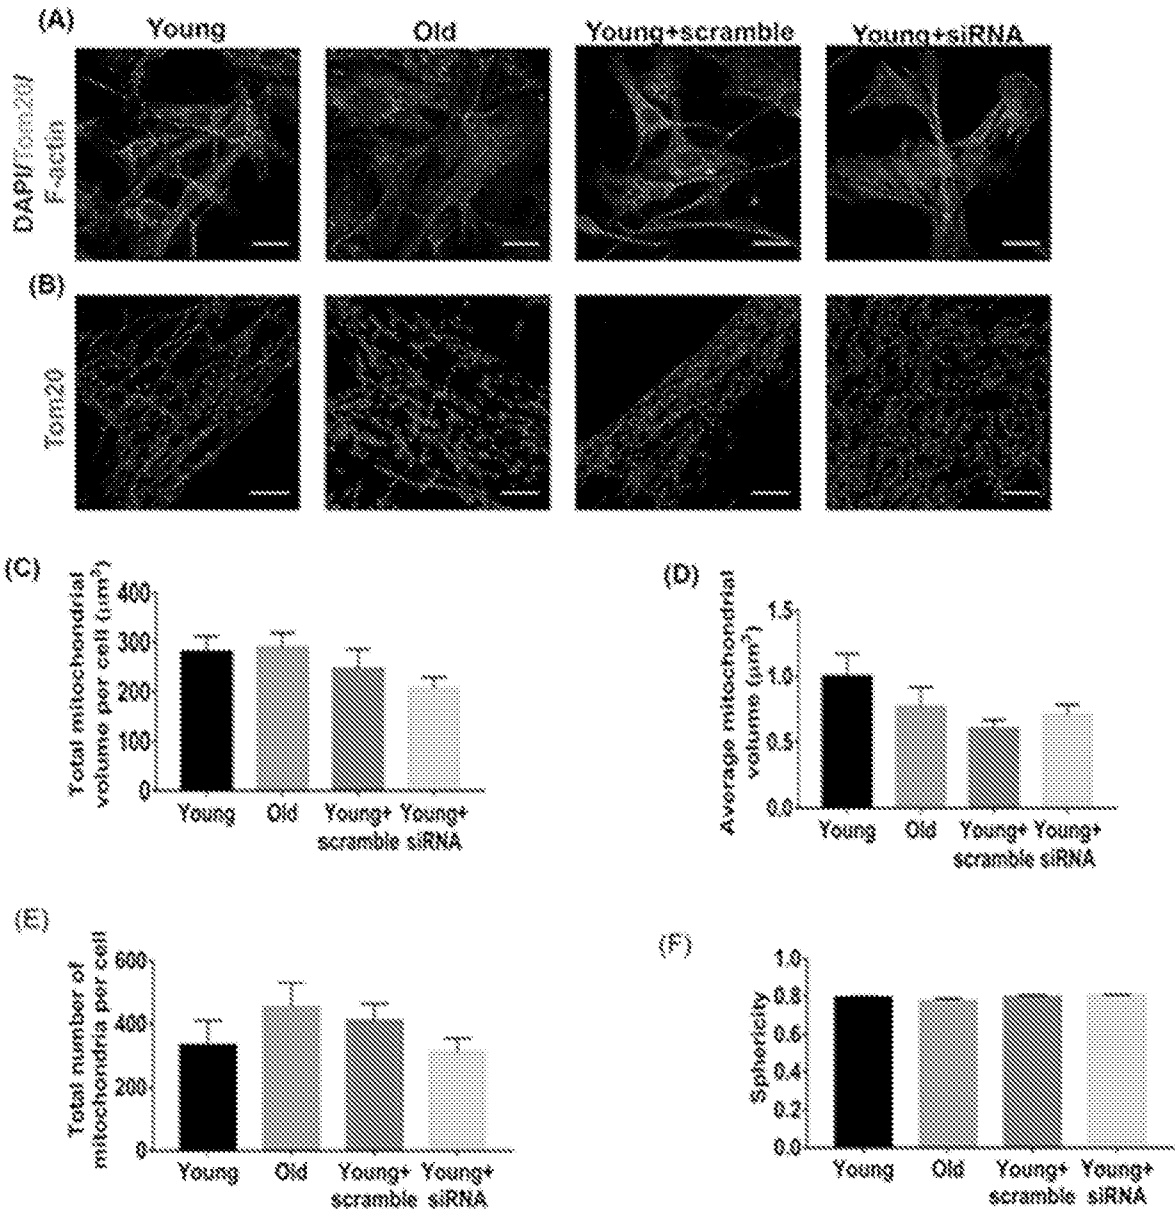 (A)
Young
Old
Young+scramble
Young+siRNA
DAPI/Tom20/
F-actin
(B)
Tom20
(C)
Total mitochondrial
volume per cell (μm³)
400
300
200
100
0
Young
Old
Young+
scramble
Young+
siRNA
(D)
Average mitochondrial
volume (μm³)
1.5
1.0
0.5
0.0
Young
Old
Young+
scramble
Young+
siRNA
(E)
Total number of
mitochondria per cell
600
400
200
0
Young
Old
Young+
scramble
Young+
siRNA
(F)
Sphericity
1.0
0.8
0.6
0.4
0.2
0.0
Young
Old
Young+
scramble
Young+
siRNA